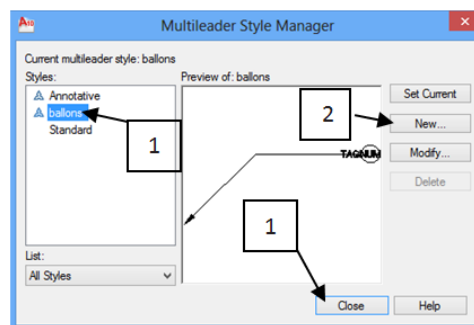 Multileader Style Manager
Current multileader style: ballons
Styles:
Preview of: ballons
Annotative
ballons
Standard
1
TAGNUM
2
1
Set Current
New...
Modify...
Delete
List:
All Styles
Close
Help